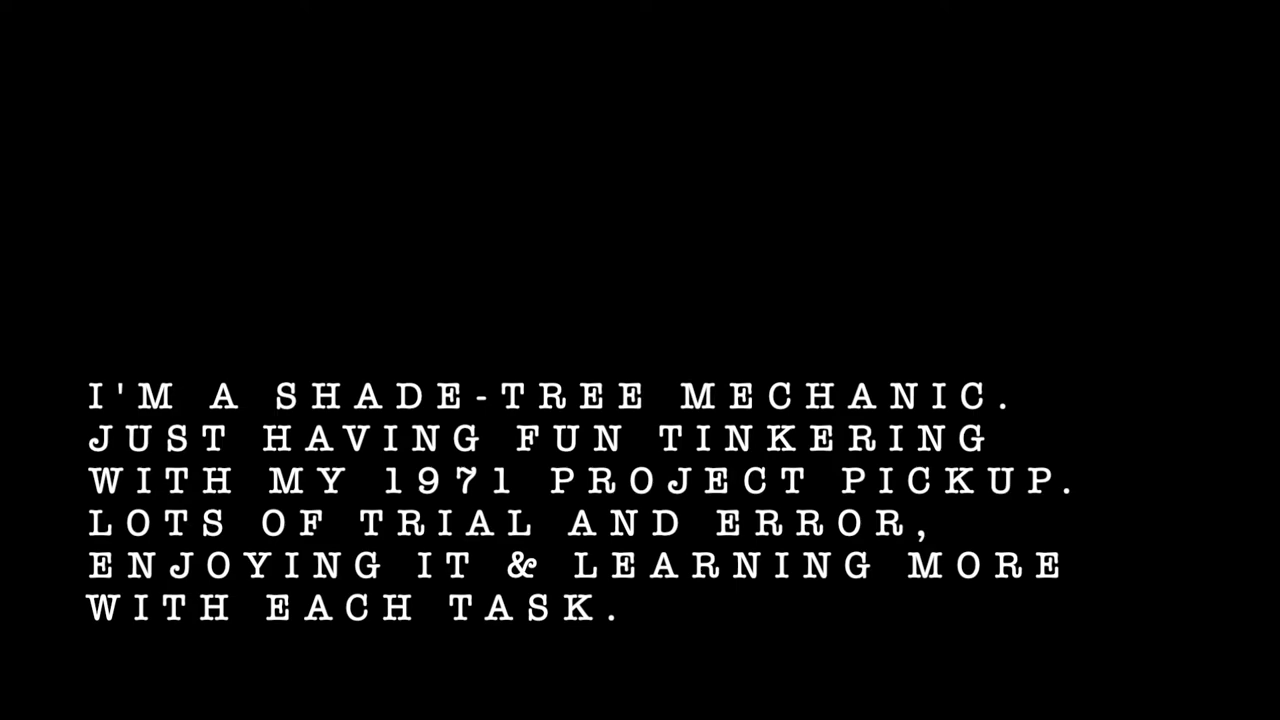 I'M A SHADE-TREE MECHANIC.
JUST HAVING FUN TINKERING
WITH MY 1971 PROJECT PICKUP.
LOTS OF TRIAL AND ERROR,
ENJOYING IT & LEARNING MORE
WITH EACH TASK.